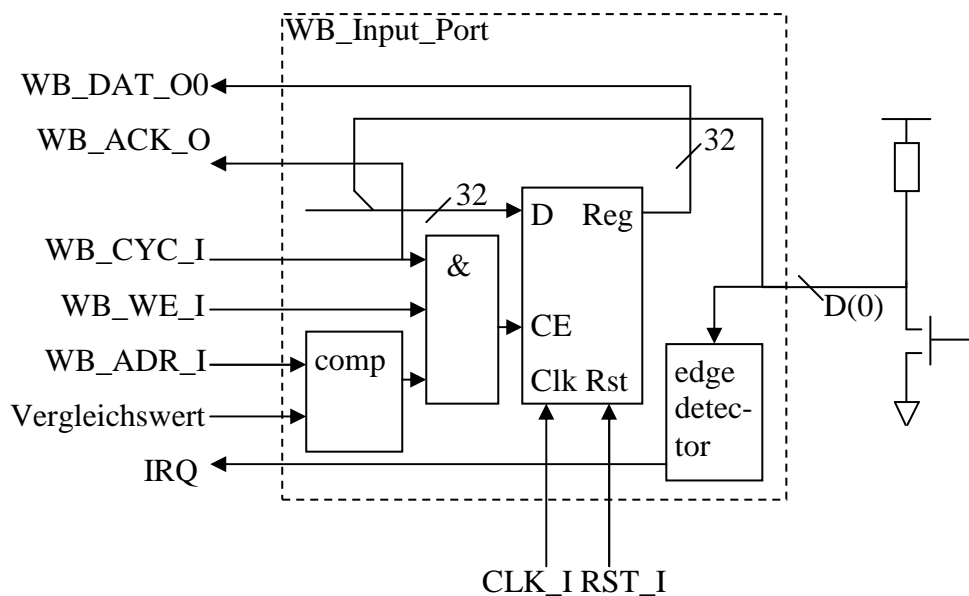 WB_Input_Port
WB_DAT_O0
WB_ACK_O
32
32
D Reg
WB_CYC_I
&
WB_WE_I
D(0)
CE
WB_ADR_I
comp
Clk Rst
edge
detec-
tor
Vergleichswert
IRQ
CLK_I RST_I